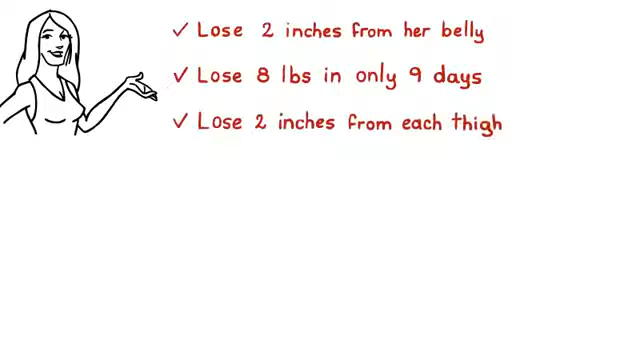 ✓ Lose 2 inches from her belly
✓ Lose 8 lbs in only 9 days
✓ Lose 2 inches from each thigh